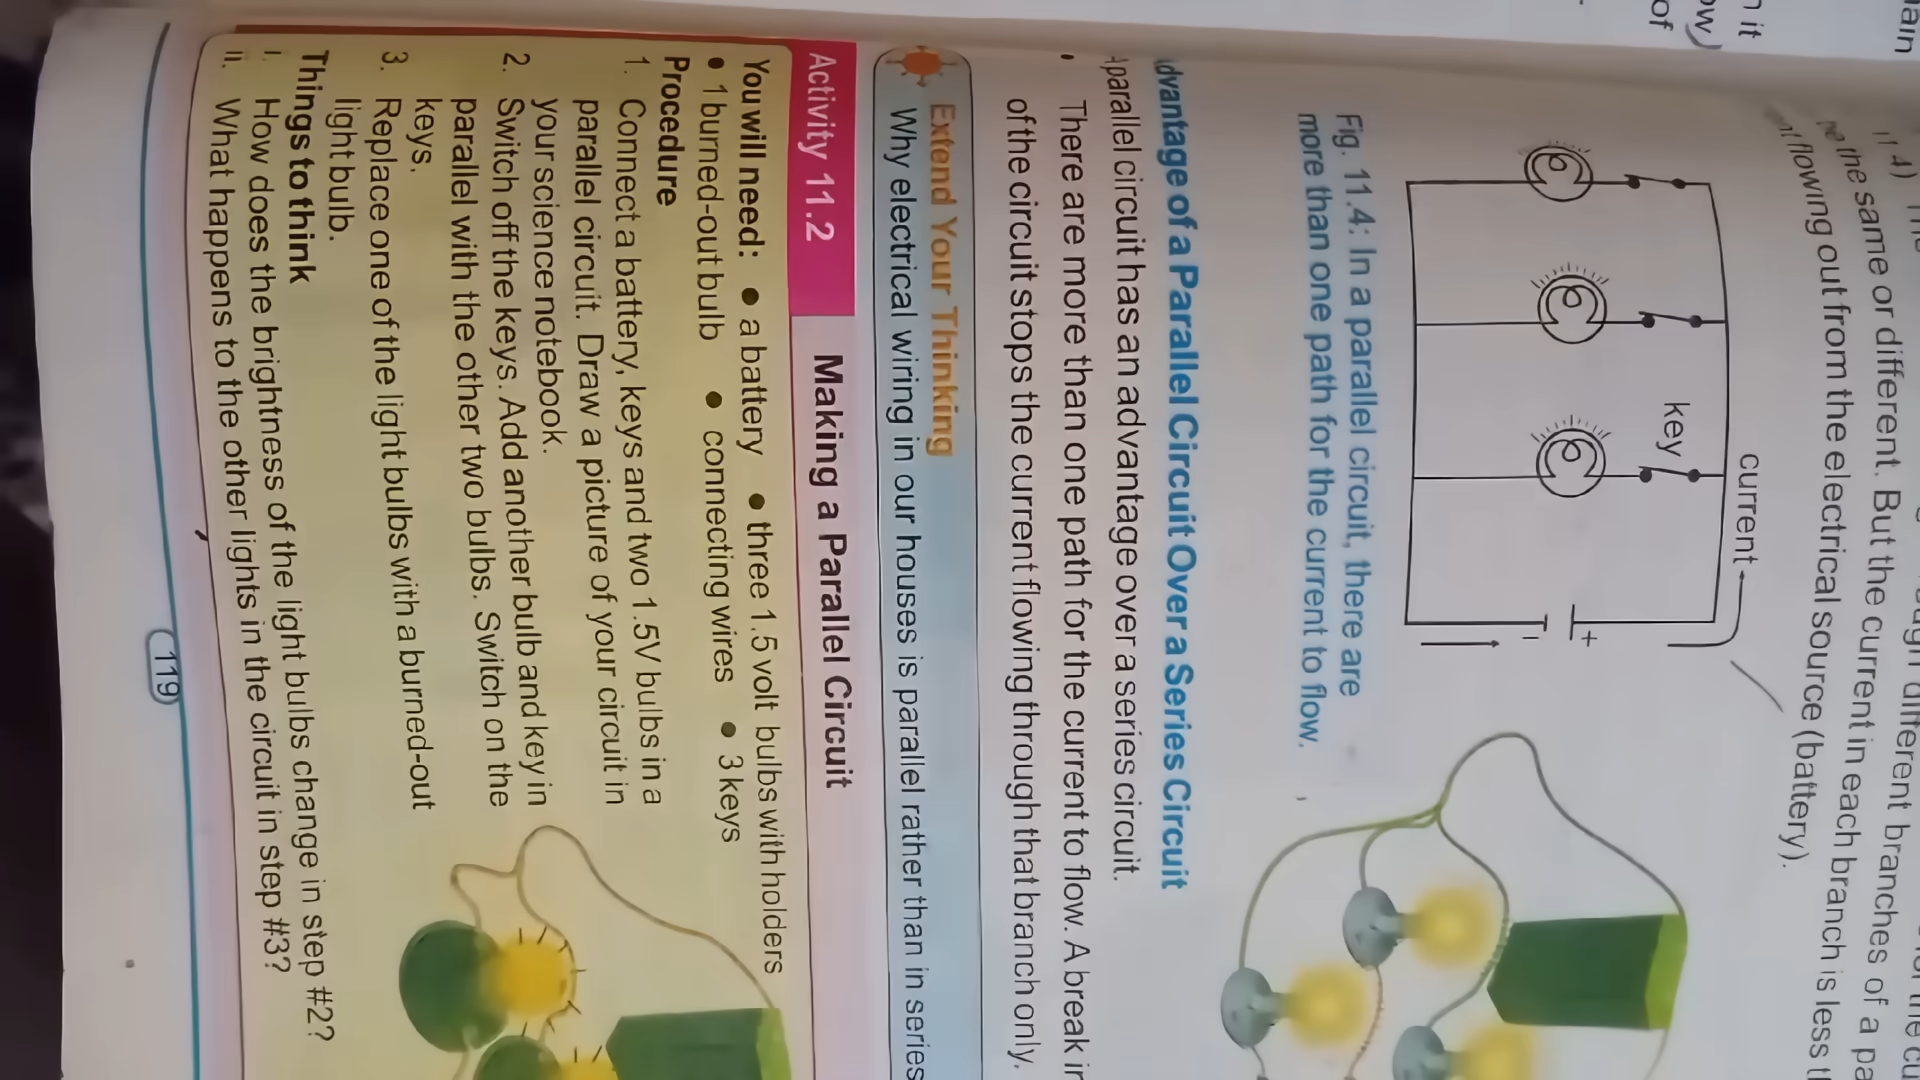 ain
n it
ow)
of
11.4)
the same or different. But the current in each branches of a pa
flowing out from the electrical source (battery).
current
key
+
Fig. 11.4: In a parallel circuit, there are
more than one path for the current to flow.
dvantage of a Parallel Circuit Over a Series Circuit
parallel circuit has an advantage over a series circuit.
• There are more than one path for the current to flow. A break in
of the circuit stops the current flowing through that branch only.
Extend Your Thinking
Why electrical wiring in our houses is parallel rather than in series
Activity 11.2 Making a Parallel Circuit
You will need: • a battery • three 1.5 volt bulbs with holders
• 1 burned-out bulb • connecting wires • 3 keys
Procedure
1. Connect a battery, keys and two 1.5V bulbs in a
parallel circuit. Draw a picture of your circuit in
your science notebook.
2. Switch off the keys. Add another bulb and key in
parallel with the other two bulbs. Switch on the
keys.
3. Replace one of the light bulbs with a burned-out
light bulb.
Things to think
i. How does the brightness of the light bulbs change in step #2?
ii. What happens to the other lights in the circuit in step #3?
119